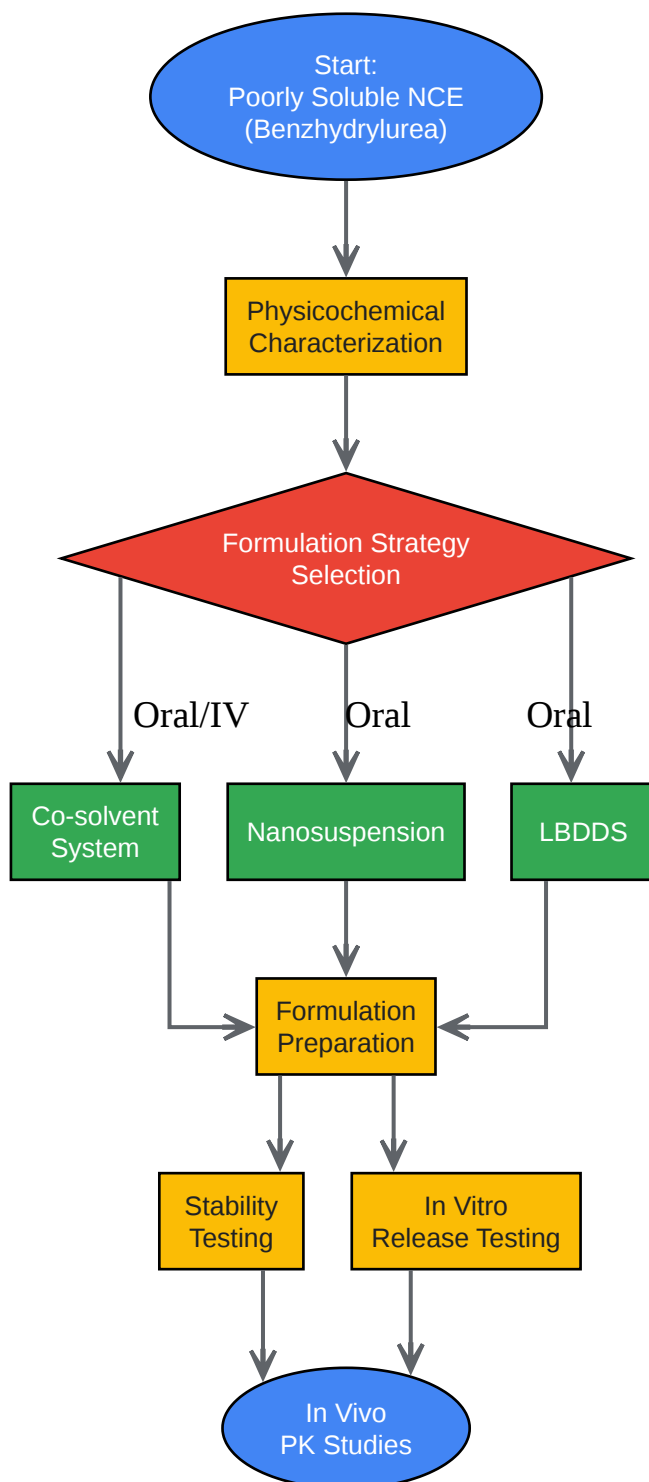 Start:
Poorly Soluble NCE
(Benzhydrylurea)
Physicochemical
Characterization
Formulation Strategy
Selection
Oral/IV
Oral
Oral
Co-solvent
System
Nanosuspension
LBDDS
Formulation
Preparation
Stability
Testing
In Vitro
Release Testing
In Vivo
PK Studies